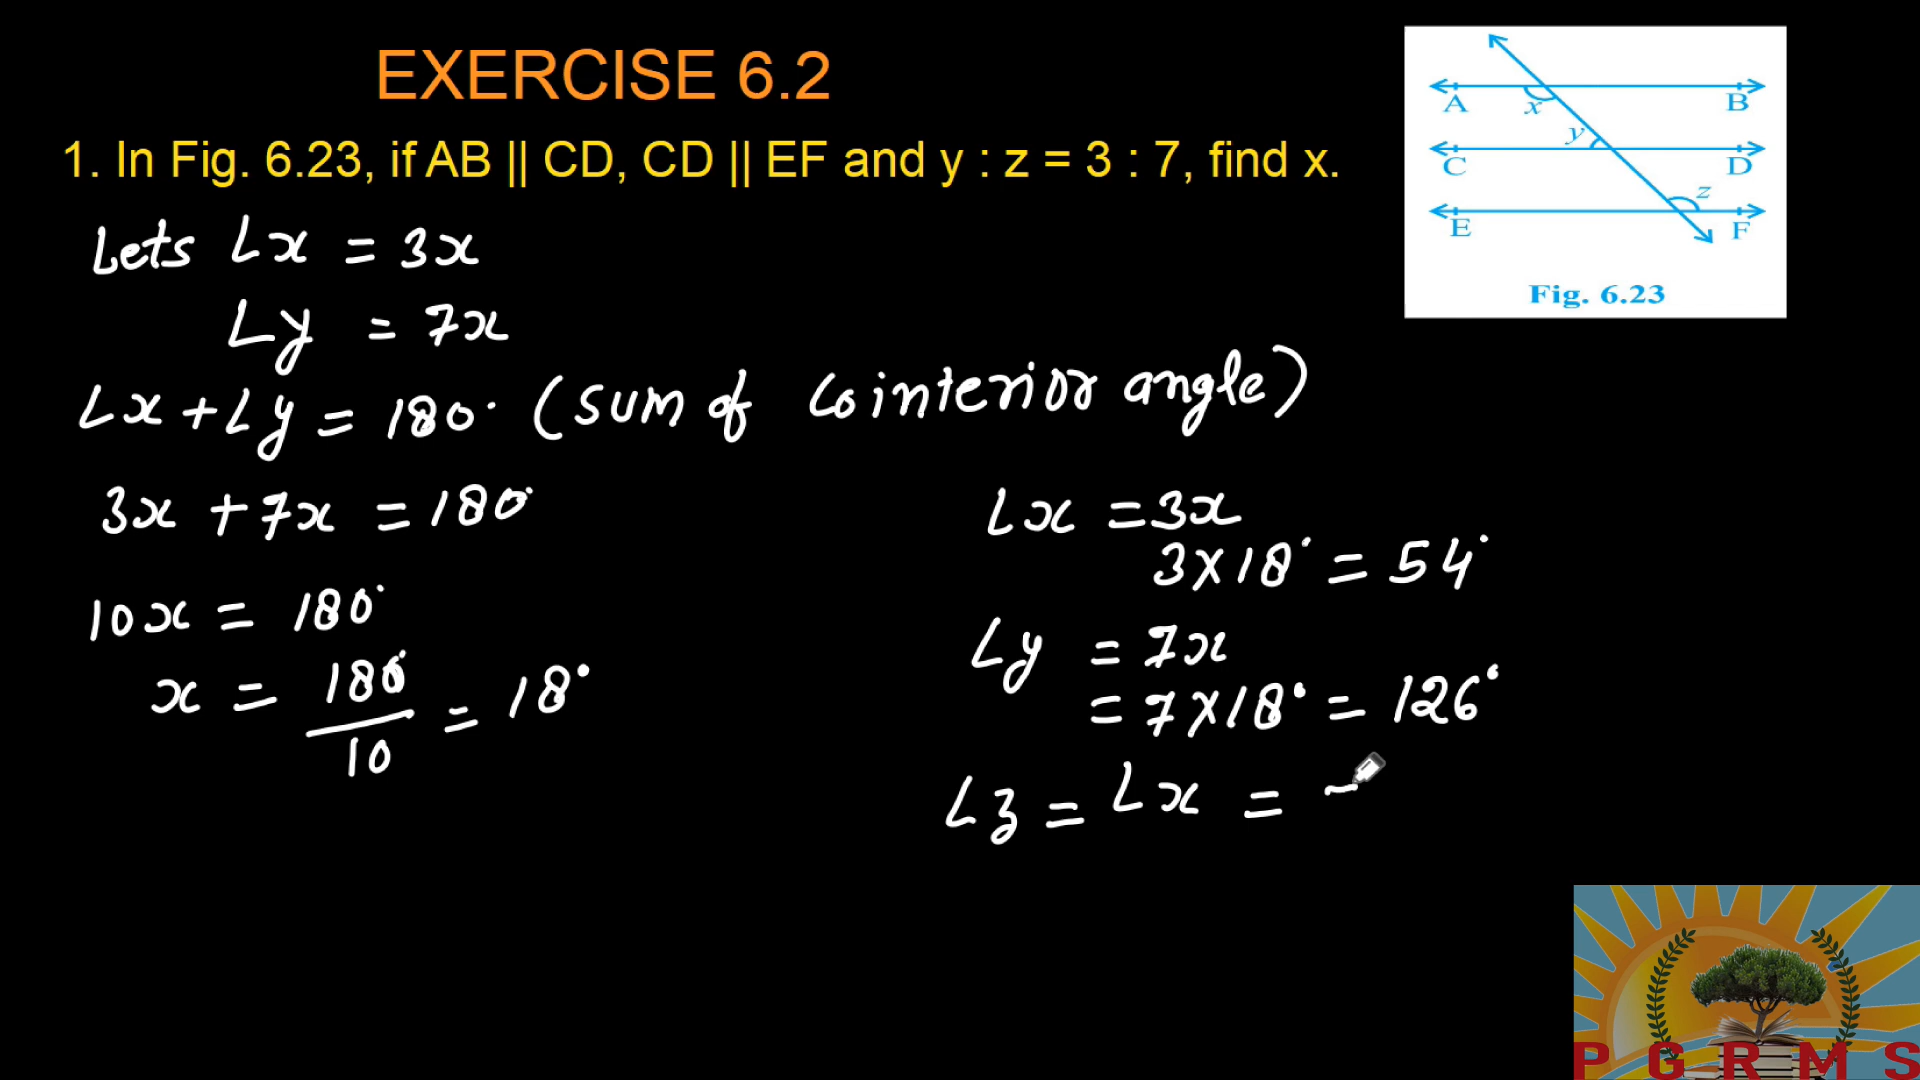 EXERCISE 6.2
1. In Fig. 6.23, if AB || CD, CD || EF and y : z = 3 : 7, find x.
A B
x
y
C D
z
E F
Fig. 6.23
Lets ∠x = 3x
∠y = 7x
∠x + ∠y = 180° (sum of cointerior angle)
3x + 7x = 180°
10x = 180°
x = 180°/10 = 18°
∠x = 3x
3×18° = 54°
∠y = 7x
= 7×18° = 126°
∠z = ∠x =
PGRMS